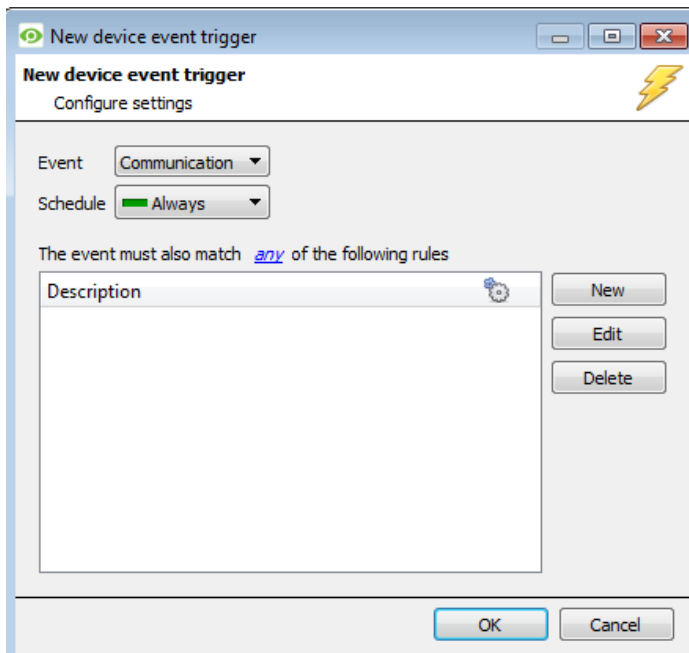 New device event trigger
New device event trigger
Configure settings
Event Communication
Schedule Always
The event must also match any of the following rules
Description
New
Edit
Delete
OK Cancel